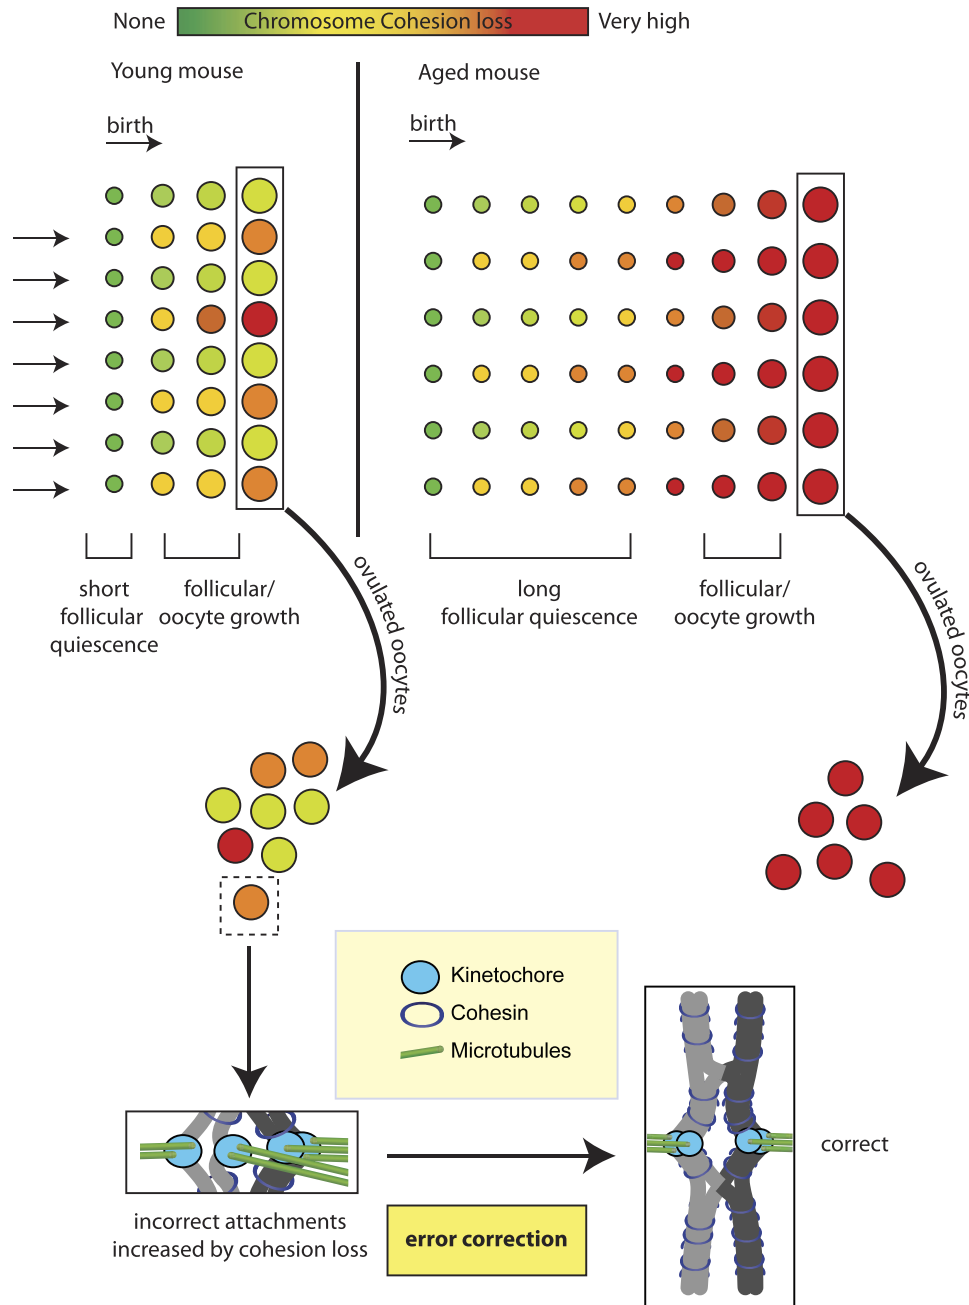 None
Chromosome Cohesion loss
Very high
Young mouse
Aged mouse
birth
birth
short
follicular
quiescence
follicular/
oocyte growth
ovulated oocytes
long
follicular quiescence
follicular/
oocyte growth
ovulated oocytes
Kinetochore
Cohesin
Microtubules
incorrect attachments
increased by cohesion loss
error correction
correct